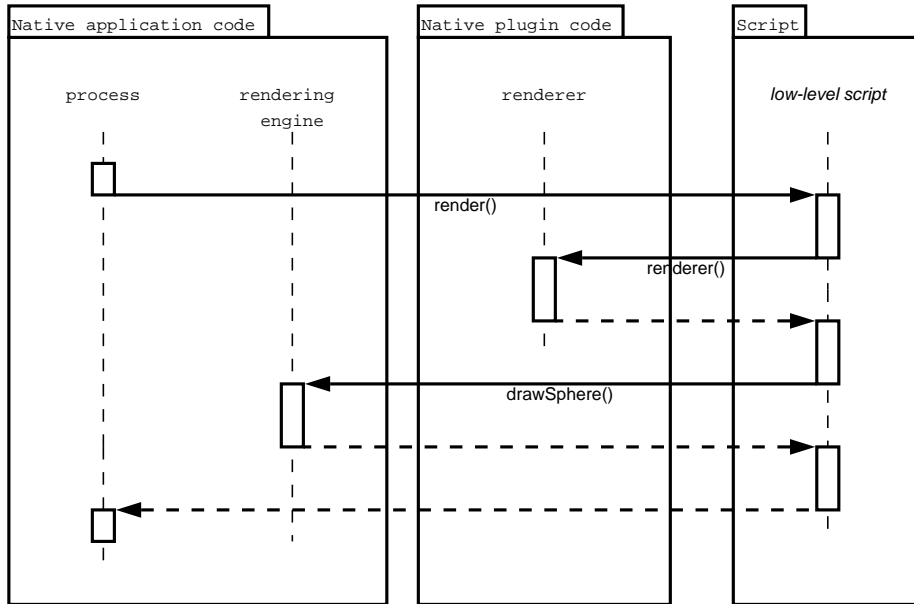 Native application code
Native plugin code
Script
process
rendering
engine
renderer
low-level script
render()
renderer()
drawSphere()